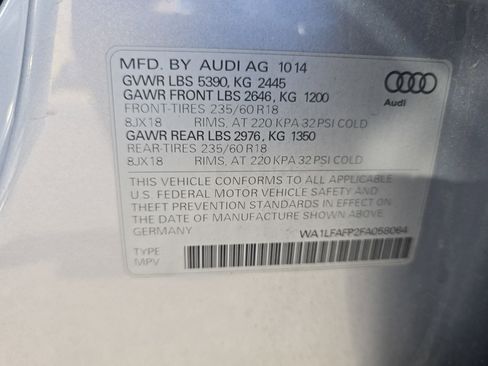 MFD. BY AUDI AG 10 14
GVWR LBS 5390, KG 2445
GAWR FRONT LBS 2646, KG 1200
FRONT-TIRES 235/60 R18
8JX18 RIMS, AT 220 KPA 32 PSI COLD
GAWR REAR LBS 2976, KG 1350
REAR-TIRES 235/60 R18
8JX18 RIMS, AT 220 KPA 32 PSI COLD
THIS VEHICLE CONFORMS TO ALL APPLICABLE
U.S. FEDERAL MOTOR VEHICLE SAFETY AND
THEFT PREVENTION STANDARDS IN EFFECT ON
THE DATE OF MANUFACTURE SHOWN ABOVE.
GERMANY
WA1LFAFP2FA058064
TYPE
MPV
Audi